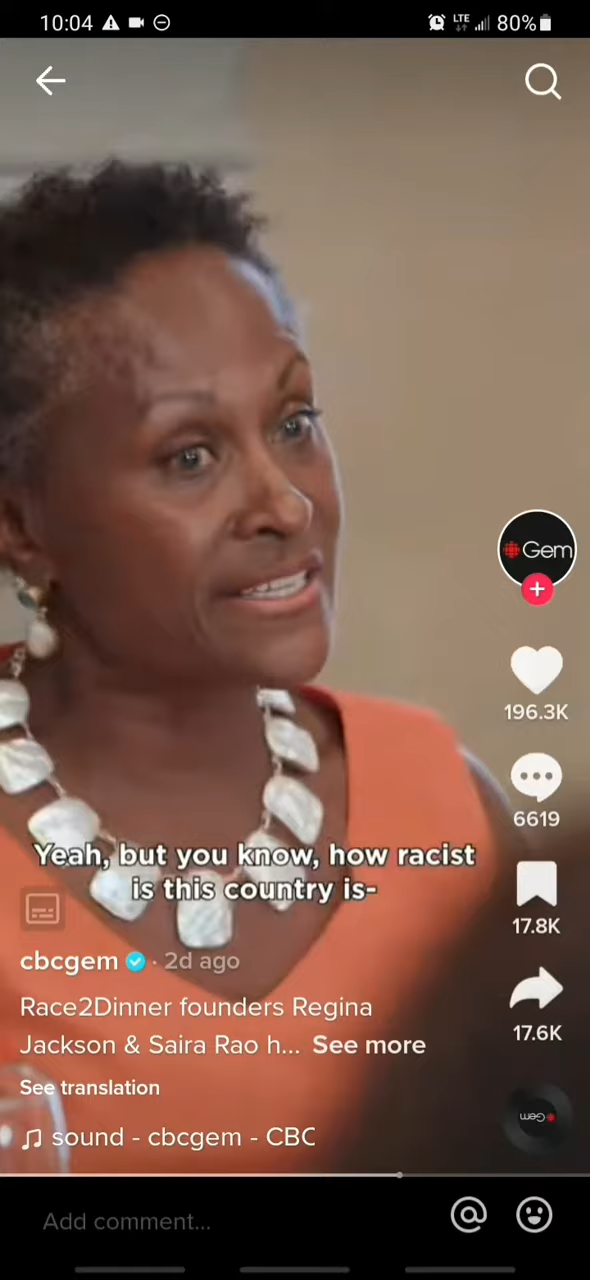 10:04
LTE
80%
Gem
196.3K
6619
Yeah, but you know, how racist
is this country is-
17.8K
cbcgem · 2d ago
Race2Dinner founders Regina
Jackson & Saira Rao h... See more
17.6K
See translation
Gem
sound - cbcgem - CBC
Add comment...